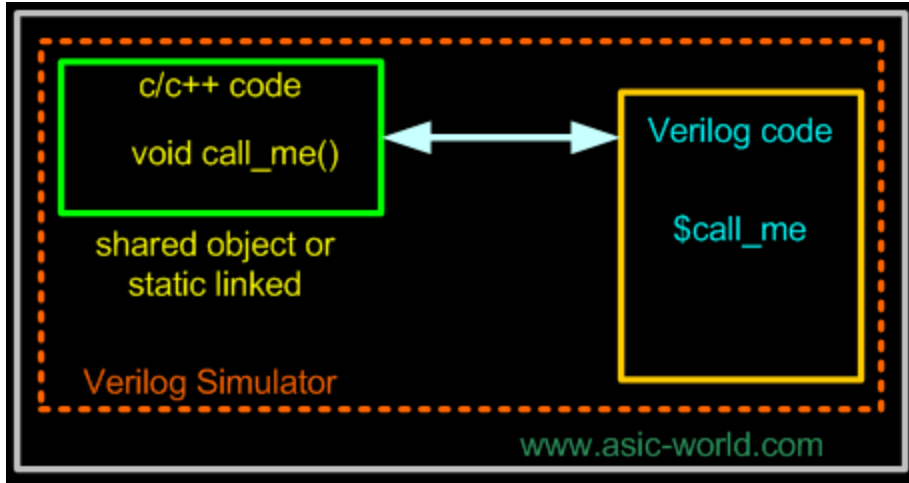 c/c++ code
void call_me()
shared object or
static linked
Verilog code
$call_me
Verilog Simulator
www.asic-world.com